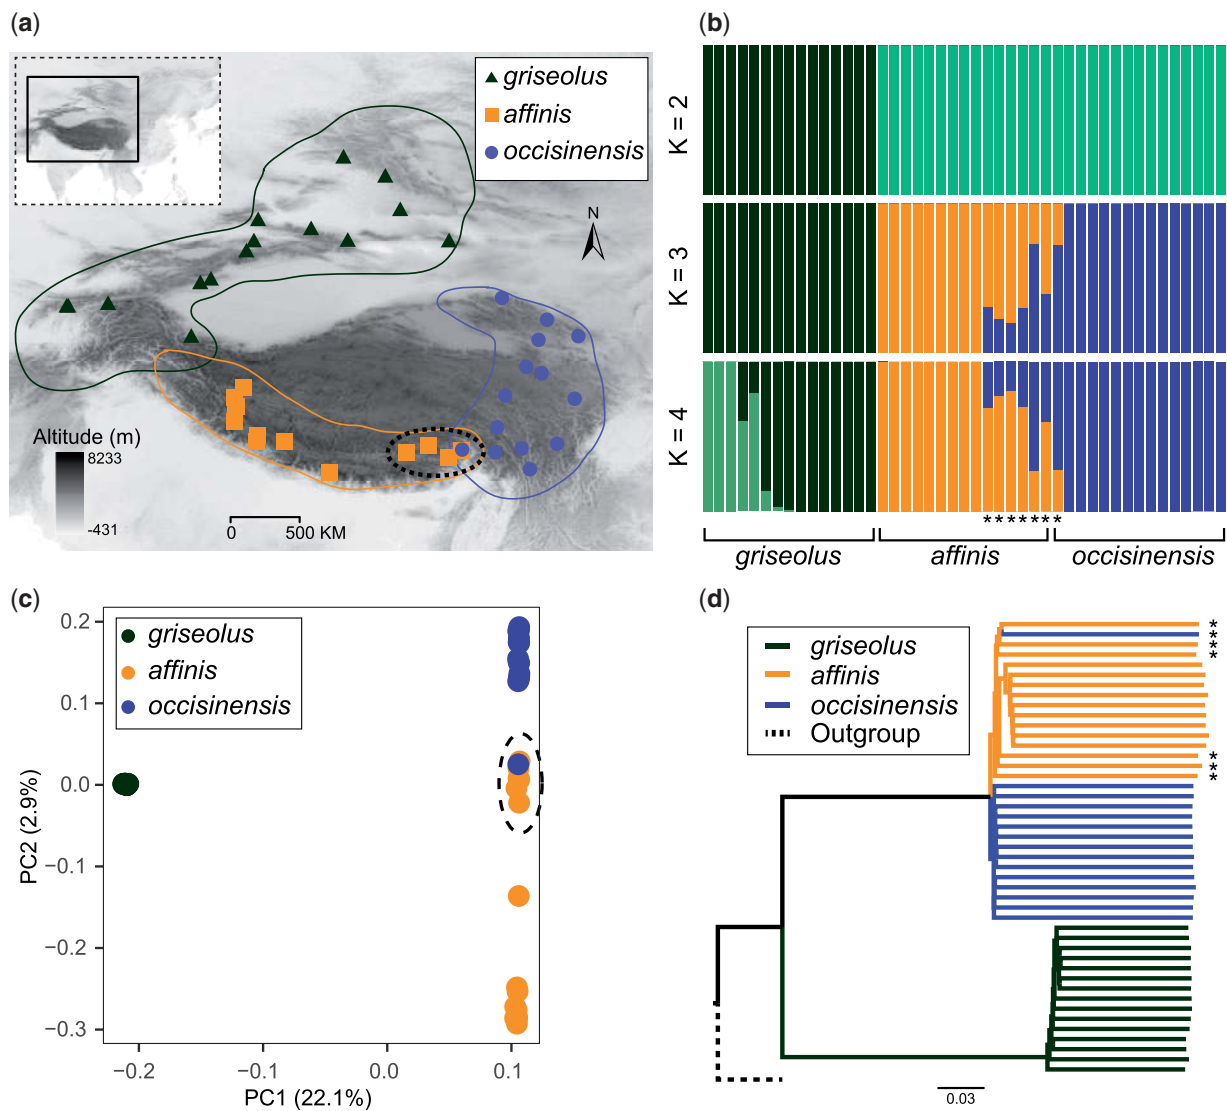 (a)
griseolus
affinis
occisinensis
N
Altitude (m)
8233
-431
0 500 KM
(b)
K = 2
K = 3
K = 4
*******
griseolus affinis occisinensis
(c)
griseolus
affinis
occisinensis
0.2
0.1
0.0
−0.1
−0.2
−0.3
PC2 (2.9%)
−0.2 −0.1 0.0 0.1
PC1 (22.1%)
(d)
griseolus
affinis
occisinensis
Outgroup
*
*
*
*
*
*
*
0.03